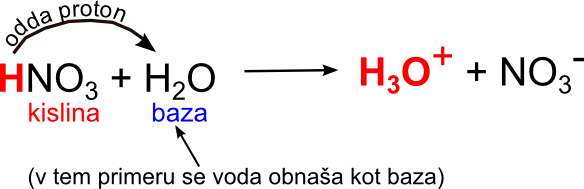 odda proton
HNO₃ + H₂O → H₃O⁺ + NO₃⁻
kislina baza
(v tem primeru se voda obnaša kot baza)